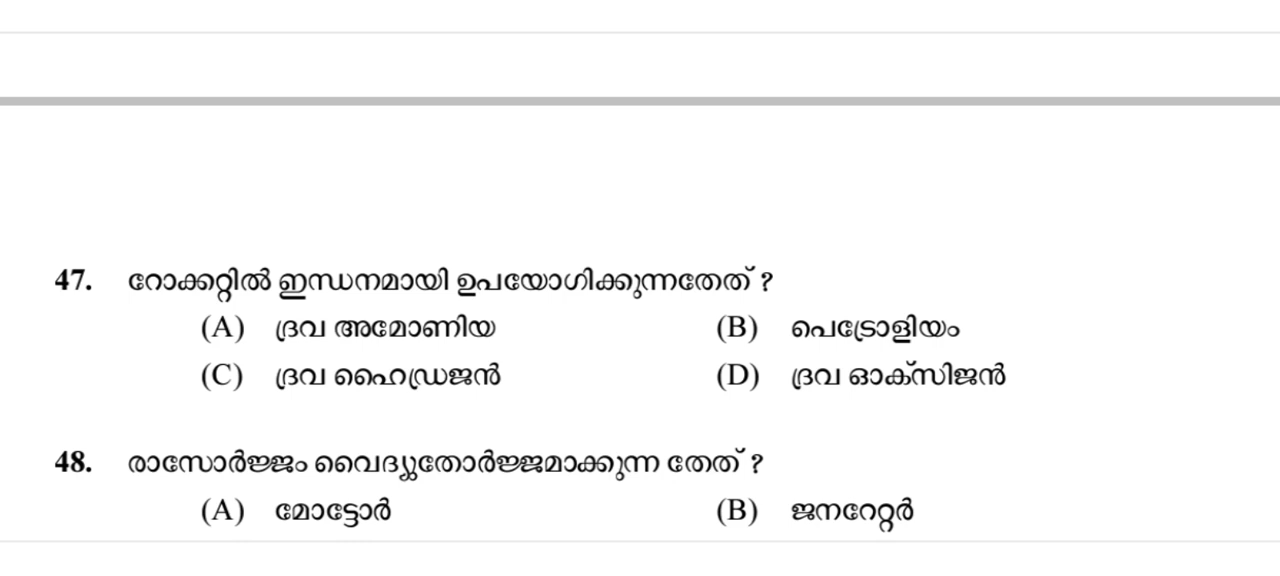 47. റോക്കറ്റിൽ ഇന്ധനമായി ഉപയോഗിക്കുന്നതേത് ?
(A) ദ്രവ അമോണിയ (B) പെട്രോളിയം
(C) ദ്രവ ഹൈഡ്രജൻ (D) ദ്രവ ഓക്സിജൻ
48. രാസോർജ്ജം വൈദ്യുതോർജ്ജമാക്കുന്ന തേത് ?
(A) മോട്ടോർ (B) ജനറേറ്റർ